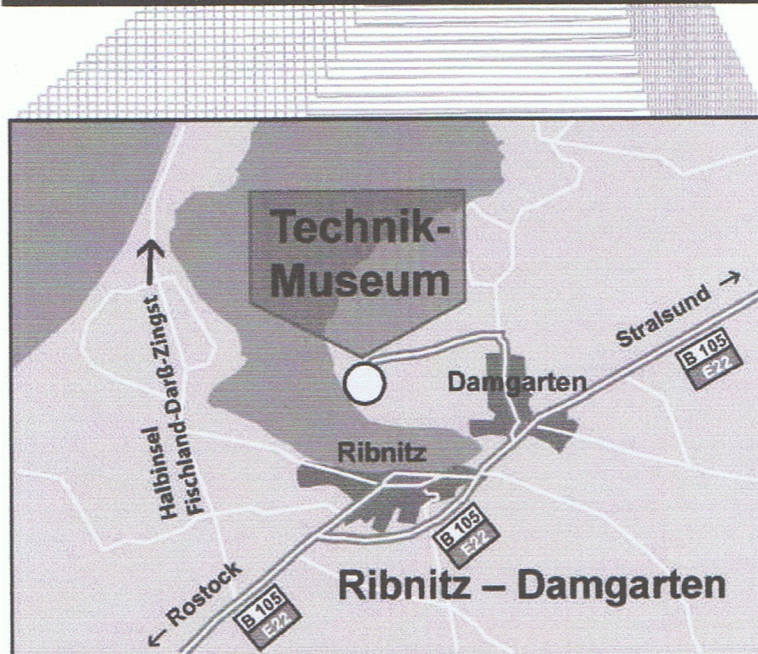 Technik-
Museum
Stralsund →
B 105
E22
Damgarten
Halbinsel
Fischland-Darß-Zingst
Ribnitz
B 105
E22
Ribnitz – Damgarten
← Rostock
B 105
E22